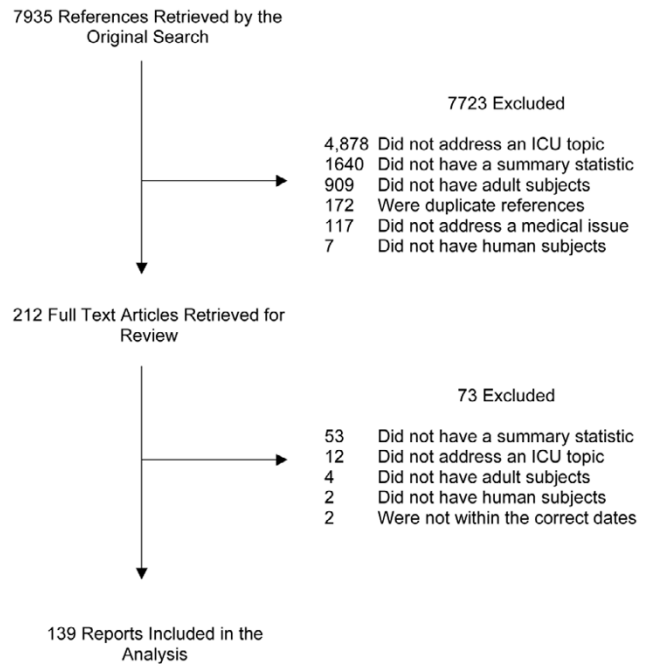 7935 References Retrieved by the
Original Search
7723 Excluded
4,878 Did not address an ICU topic
1640 Did not have a summary statistic
909 Did not have adult subjects
172 Were duplicate references
117 Did not address a medical issue
7 Did not have human subjects
212 Full Text Articles Retrieved for
Review
73 Excluded
53 Did not have a summary statistic
12 Did not address an ICU topic
4 Did not have adult subjects
2 Did not have human subjects
2 Were not within the correct dates
139 Reports Included in the
Analysis